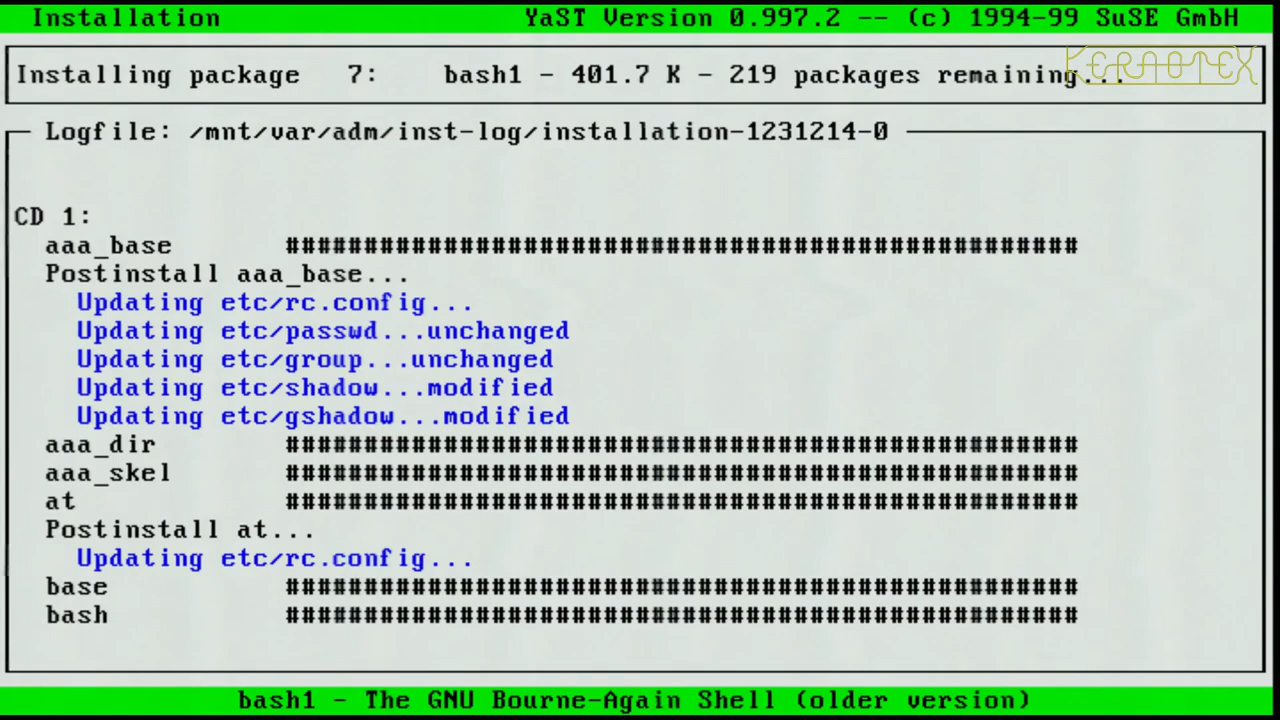 Installation YaST Version 0.997.2 -- (c) 1994-99 SuSE GmbH
KERNOTEX
Installing package 7: bash1 - 401.7 K - 219 packages remaining...
Logfile: /mnt/var/adm/inst-log/installation-1231214-0
CD 1:
aaa_base ##################################################
Postinstall aaa_base...
Updating etc/rc.config...
Updating etc/passwd...unchanged
Updating etc/group...unchanged
Updating etc/shadow...modified
Updating etc/gshadow...modified
aaa_dir ##################################################
aaa_skel ##################################################
at ##################################################
Postinstall at...
Updating etc/rc.config...
base ##################################################
bash ##################################################
bash1 - The GNU Bourne-Again Shell (older version)